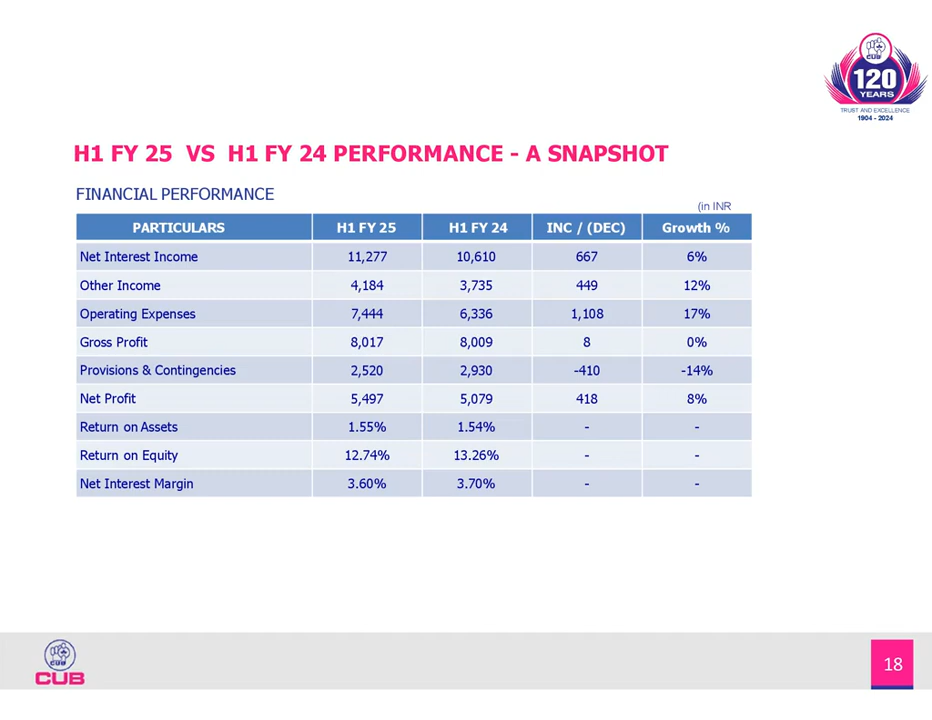 CUB
120
YEARS
TRUST AND EXCELLENCE
1904 - 2024
H1 FY 25 VS H1 FY 24 PERFORMANCE - A SNAPSHOT
FINANCIAL PERFORMANCE
(in INR
PARTICULARS H1 FY 25 H1 FY 24 INC / (DEC) Growth %
Net Interest Income 11,277 10,610 667 6%
Other Income 4,184 3,735 449 12%
Operating Expenses 7,444 6,336 1,108 17%
Gross Profit 8,017 8,009 8 0%
Provisions & Contingencies 2,520 2,930 -410 -14%
Net Profit 5,497 5,079 418 8%
Return on Assets 1.55% 1.54% - -
Return on Equity 12.74% 13.26% - -
Net Interest Margin 3.60% 3.70% - -
CUB
CUB
18